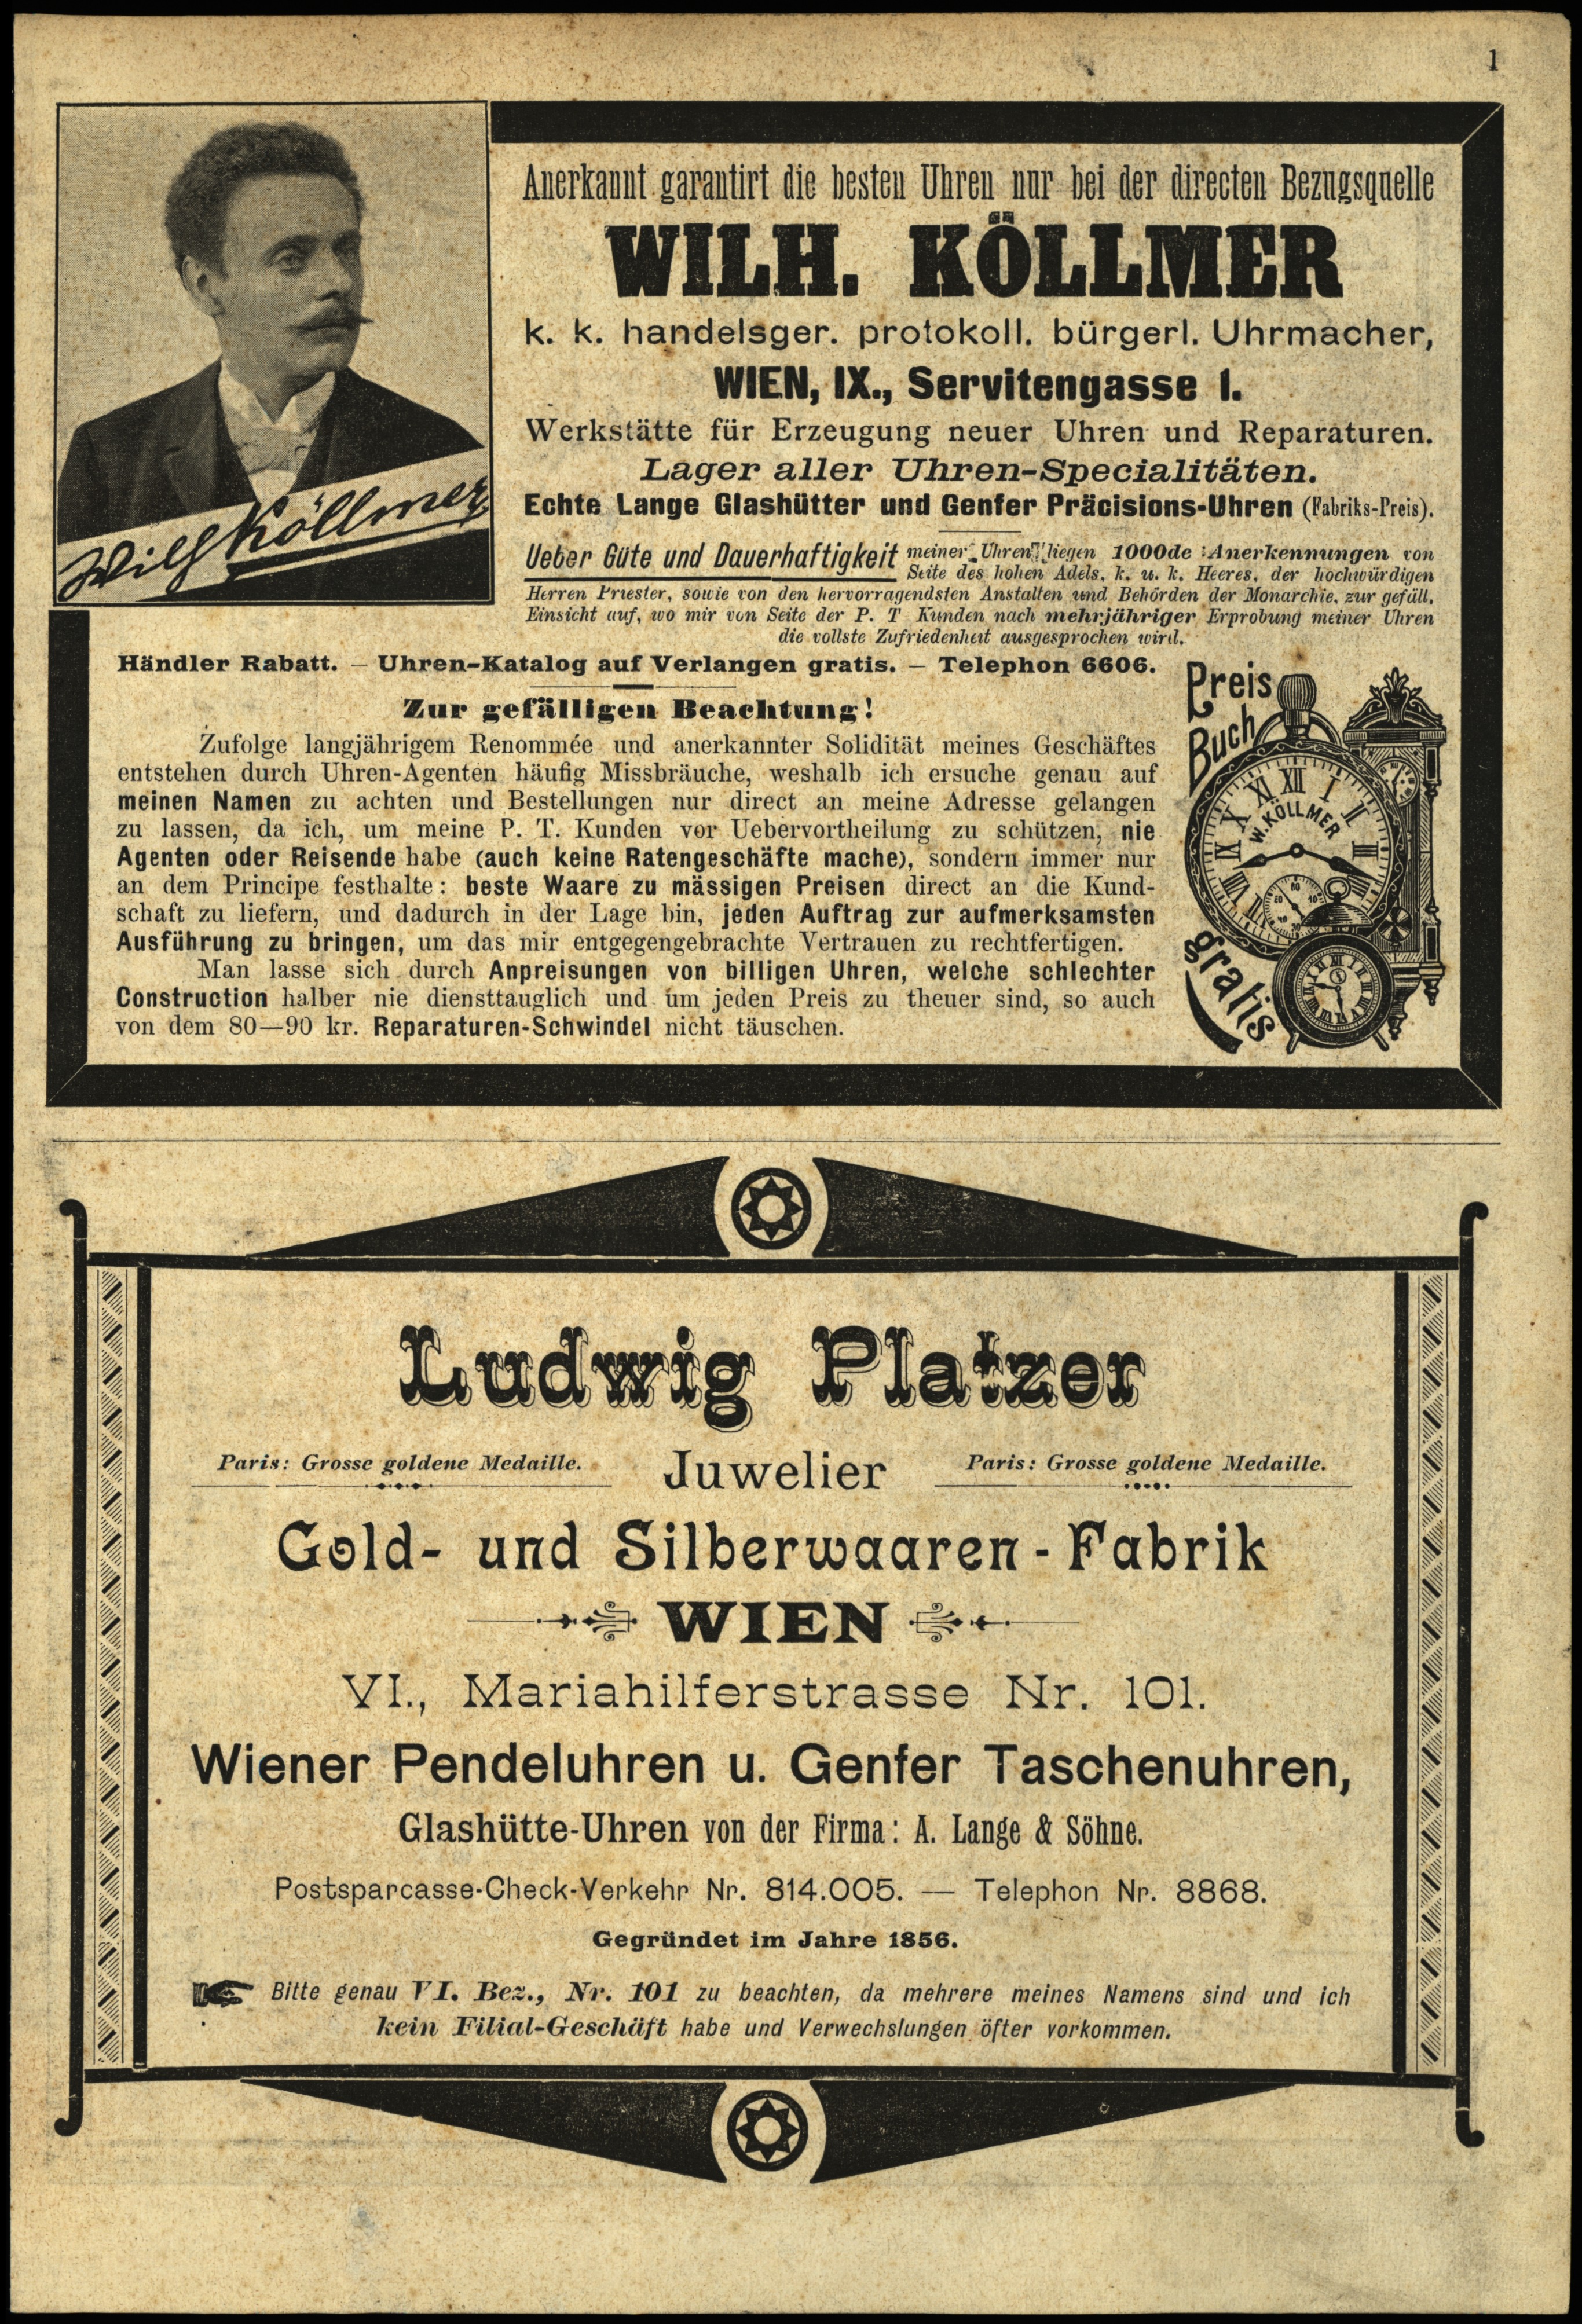 1
Anerkannt garantirt die besten Uhren nur bei der directen Bezugsquelle
WILH. KÖLLMER
k. k. handelsger. protokoll. bürgerl. Uhrmacher,
WIEN, IX., Servitengasse 1.
Werkstätte für Erzeugung neuer Uhren und Reparaturen.
Lager aller Uhren-Specialitäten.
Echte Lange Glashütter und Genfer Präcisions-Uhren (Fabriks-Preis).
Wilh Köllmer
Ueber Güte und Dauerhaftigkeit meiner Uhren liegen 1000de Anerkennungen von
Seite des hohen Adels, k. u. k. Heeres, der hochwürdigen
Herren Priester, sowie von den hervorragendsten Anstalten und Behörden der Monarchie, zur gefäll.
Einsicht auf, wo mir von Seite der P. T Kunden nach mehrjähriger Erprobung meiner Uhren
die vollste Zufriedenheit ausgesprochen wird.
Händler Rabatt. — Uhren-Katalog auf Verlangen gratis. — Telephon 6606.
Zur gefälligen Beachtung!
Zufolge langjährigem Renommée und anerkannter Solidität meines Geschäftes
entstehen durch Uhren-Agenten häufig Missbräuche, weshalb ich ersuche genau auf
meinen Namen zu achten und Bestellungen nur direct an meine Adresse gelangen
zu lassen, da ich, um meine P. T. Kunden vor Uebervortheilung zu schützen, nie
Agenten oder Reisende habe (auch keine Ratengeschäfte mache), sondern immer nur
an dem Principe festhalte: beste Waare zu mässigen Preisen direct an die Kund-
schaft zu liefern, und dadurch in der Lage bin, jeden Auftrag zur aufmerksamsten
Ausführung zu bringen, um das mir entgegengebrachte Vertrauen zu rechtfertigen.
Man lasse sich durch Anpreisungen von billigen Uhren, welche schlechter
Construction halber nie diensttauglich und um jeden Preis zu theuer sind, so auch
von dem 80—90 kr. Reparaturen-Schwindel nicht täuschen.
Preis
Buch
W. KÖLLMER
gratis
Ludwig Platzer
Paris: Grosse goldene Medaille. Juwelier Paris: Grosse goldene Medaille.
Gold- und Silberwaaren-Fabrik
WIEN
VI., Mariahilferstrasse Nr. 101.
Wiener Pendeluhren u. Genfer Taschenuhren,
Glashütte-Uhren von der Firma: A. Lange & Söhne.
Postsparcasse-Check-Verkehr Nr. 814.005. — Telephon Nr. 8868.
Gegründet im Jahre 1856.
Bitte genau VI. Bez., Nr. 101 zu beachten, da mehrere meines Namens sind und ich
kein Filial-Geschäft habe und Verwechslungen öfter vorkommen.